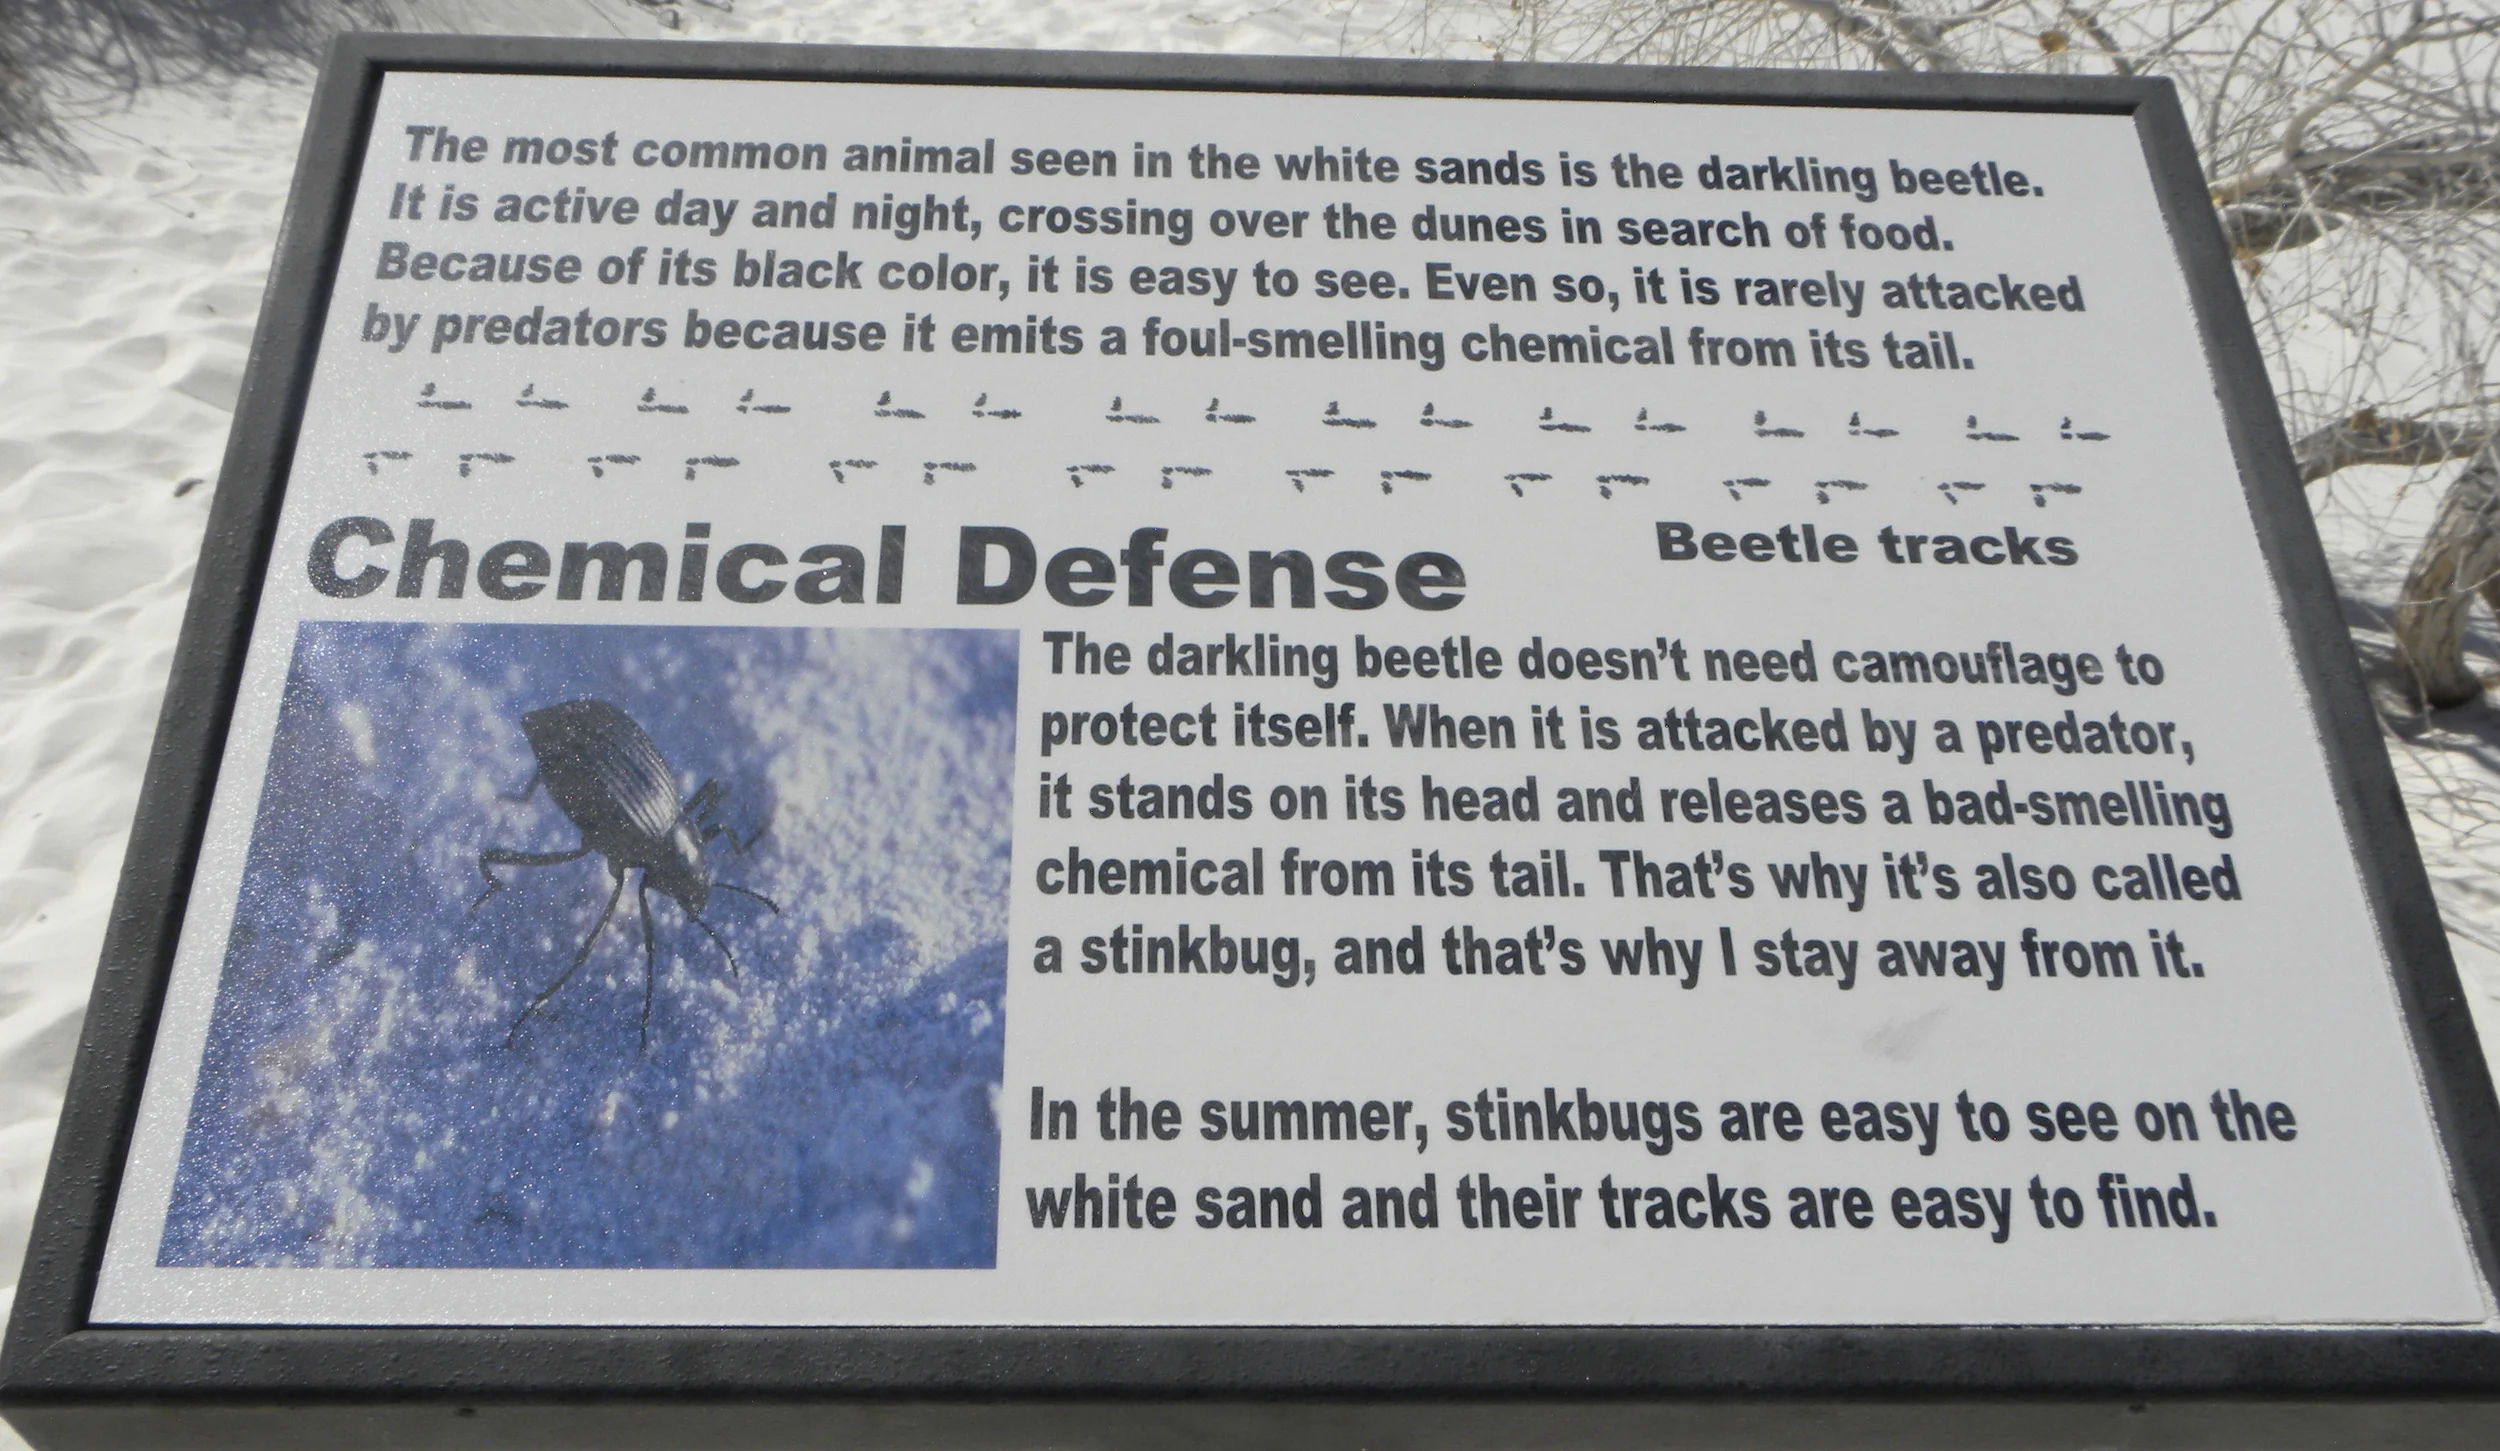 The most common animal seen in the white sands is the darkling beetle.
It is active day and night, crossing over the dunes in search of food.
Because of its black color, it is easy to see. Even so, it is rarely attacked
by predators because it emits a foul-smelling chemical from its tail.
Beetle tracks
Chemical Defense
The darkling beetle doesn't need camouflage to
protect itself. When it is attacked by a predator,
it stands on its head and releases a bad-smelling
chemical from its tail. That's why it's also called
a stinkbug, and that's why I stay away from it.
In the summer, stinkbugs are easy to see on the
white sand and their tracks are easy to find.